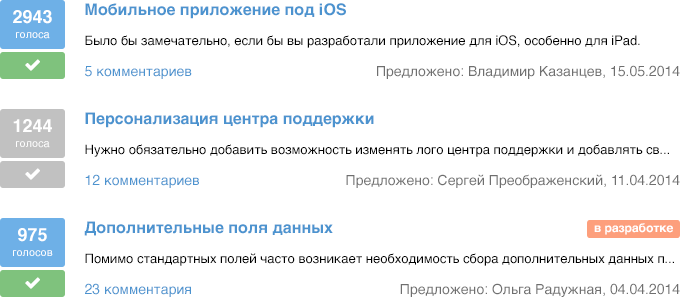 2943
голоса
Мобильное приложение под iOS
Было бы замечательно, если бы вы разработали приложение для iOS, особенно для iPad.
5 комментариев
Предложено: Владимир Казанцев, 15.05.2014
1244
голоса
Персонализация центра поддержки
Нужно обязательно добавить возможность изменять лого центра поддержки и добавлять св...
12 комментариев
Предложено: Сергей Преображенский, 11.04.2014
975
голосов
Дополнительные поля данных
в разработке
Помимо стандартных полей часто возникает необходимость сбора дополнительных данных п...
23 комментария
Предложено: Ольга Радужная, 04.04.2014